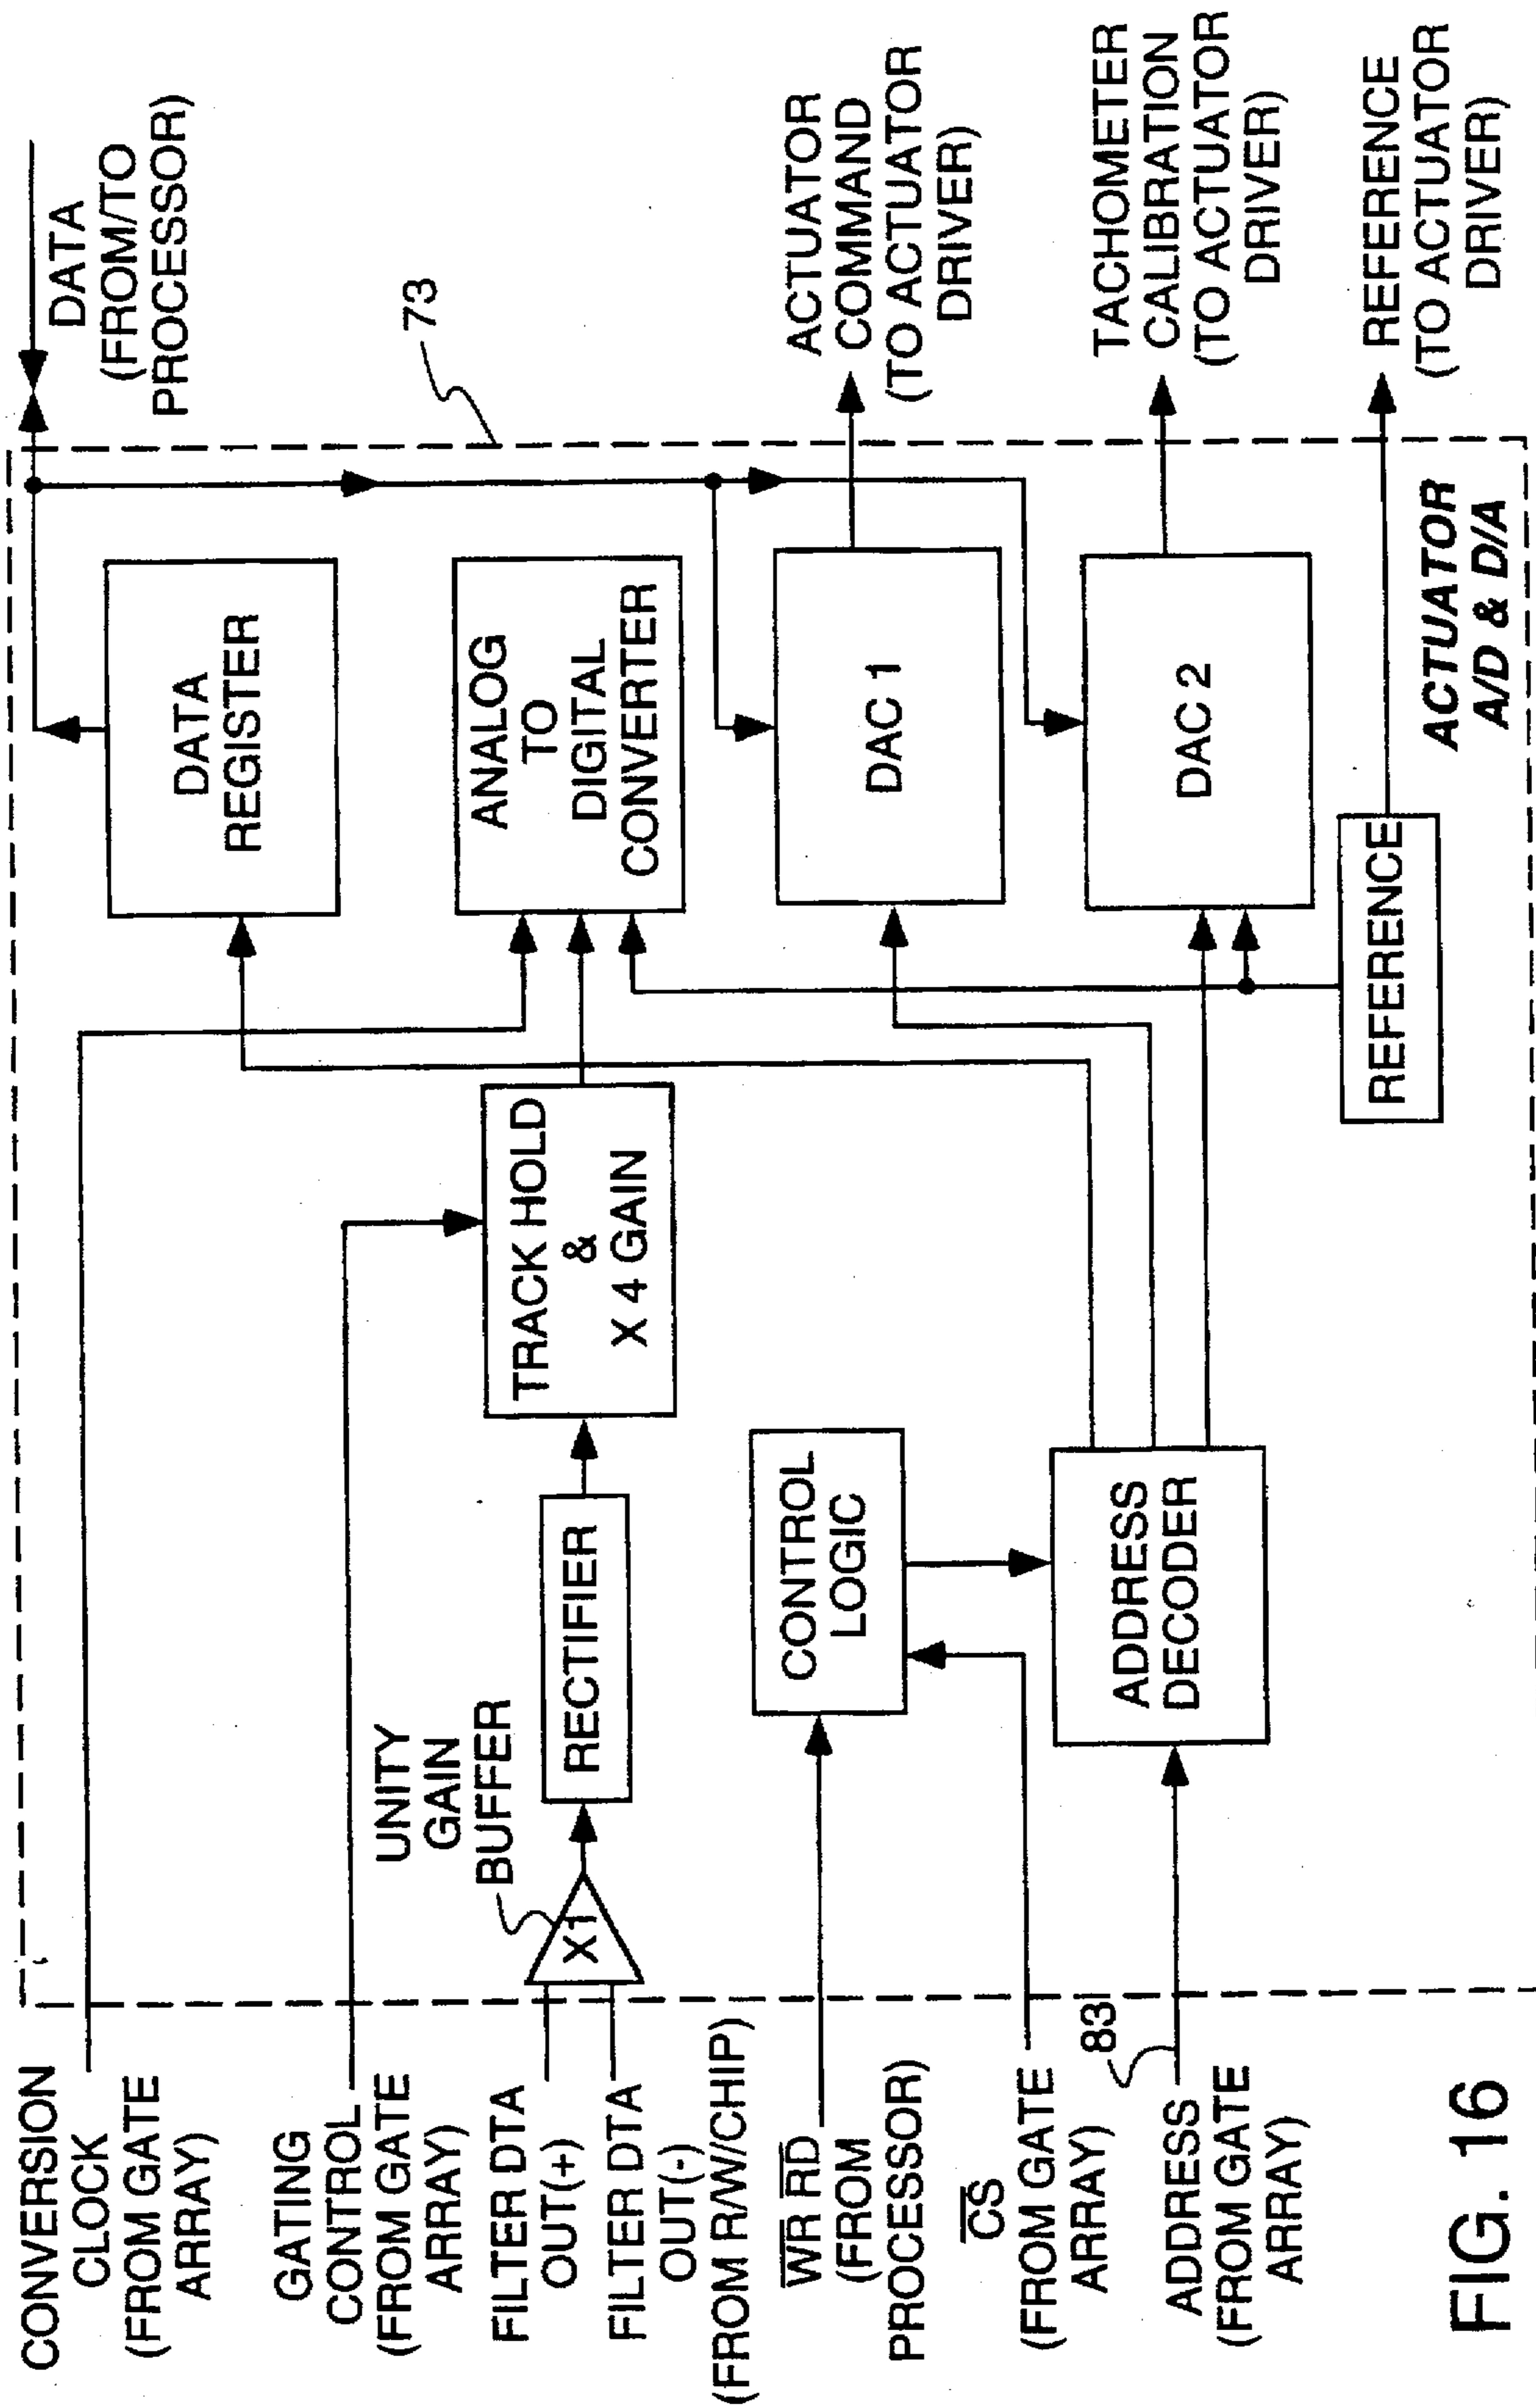 CONVERSION
CLOCK
(FROM GATE
ARRAY)
GATING
CONTROL
(FROM GATE
ARRAY)
FILTER DTA
OUT(+)
FILTER DTA
OUT(-)
(FROM R/W/CHIP)
W̅R̅ R̅D̅
(FROM
PROCESSOR)
C̅S̅
(FROM GATE
ARRAY)
83
ADDRESS
(FROM GATE
ARRAY)
UNITY
GAIN
BUFFER
X1
RECTIFIER
TRACK HOLD
&
X 4 GAIN
CONTROL
LOGIC
ADDRESS
DECODER
DATA
REGISTER
ANALOG
TO
DIGITAL
CONVERTER
DAC 1
DAC 2
REFERENCE
ACTUATOR
A/D & D/A
DATA
(FROM/TO
PROCESSOR)
73
ACTUATOR
COMMAND
(TO ACTUATOR
DRIVER)
TACHOMETER
CALIBRATION
(TO ACTUATOR
DRIVER)
REFERENCE
(TO ACTUATOR
DRIVER)
FIG. 16